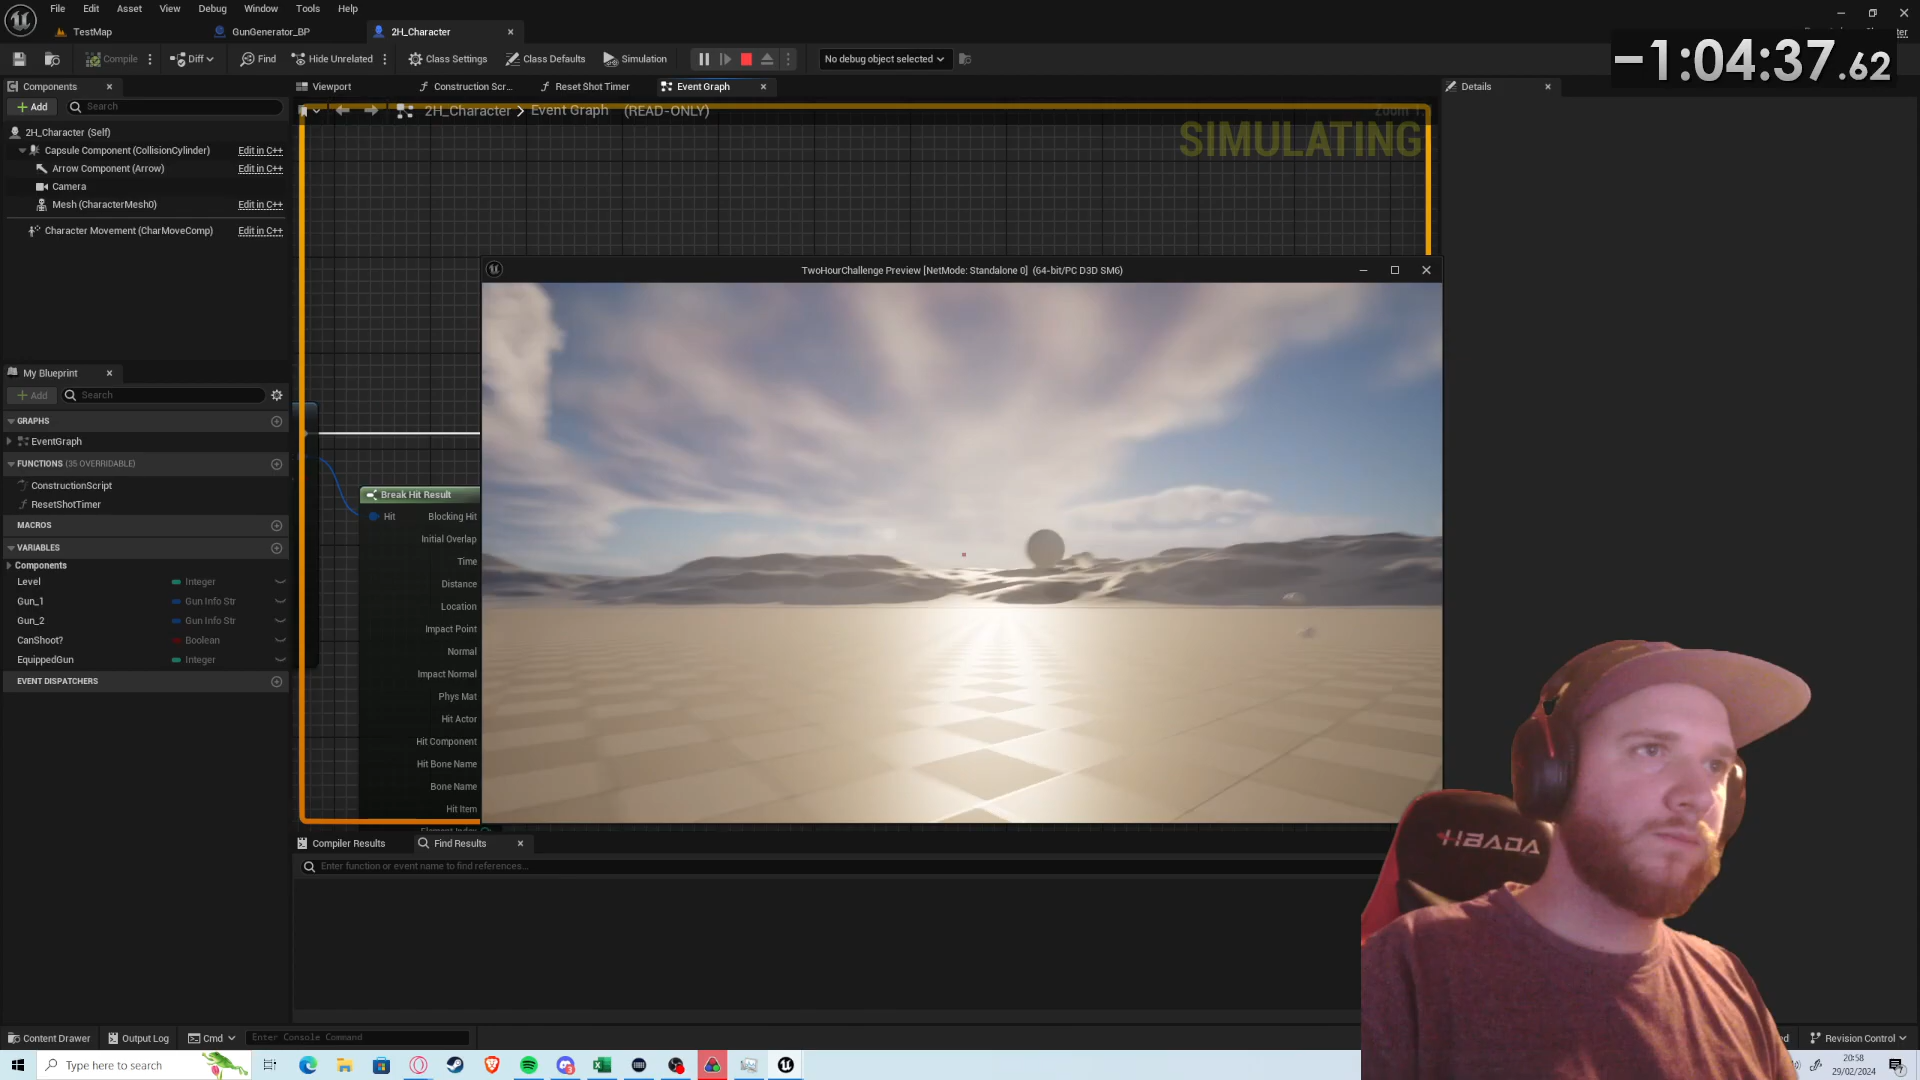 File Edit Asset View Debug Window Tools Help
TestMap GunGenerator_BP 2H_Character
Compile Diff Find Hide Unrelated Class Settings Class Defaults Simulation No debug object selected
−1:04:37.62
Components
Add Search
Viewport Construction Scr... Reset Shot Timer Event Graph Details
2H_Character > Event Graph (READ-ONLY)
SIMULATING
2H_Character (Self)
Capsule Component (CollisionCylinder) Edit in C++
Arrow Component (Arrow) Edit in C++
Camera
Mesh (CharacterMesh0) Edit in C++
Character Movement (CharMoveComp) Edit in C++
TwoHourChallenge Preview [NetMode: Standalone 0] (64-bit/PC D3D SM6)
My Blueprint
Add Search
GRAPHS
EventGraph
FUNCTIONS (35 OVERRIDABLE)
ConstructionScript
ResetShotTimer
MACROS
VARIABLES
Components
Level Integer
Gun_1 Gun Info Str
Gun_2 Gun Info Str
CanShoot? Boolean
EquippedGun Integer
EVENT DISPATCHERS
Break Hit Result
Hit Blocking Hit
Initial Overlap
Time
Distance
Location
Impact Point
Normal
Impact Normal
Phys Mat
Hit Actor
Hit Component
Hit Bone Name
Bone Name
Hit Item
Element Index
HBADA
Compiler Results Find Results
Enter function or event name to find references...
Content Drawer Output Log Cmd Enter Console Command Revision Control
Type here to search
20:58
29/02/2024